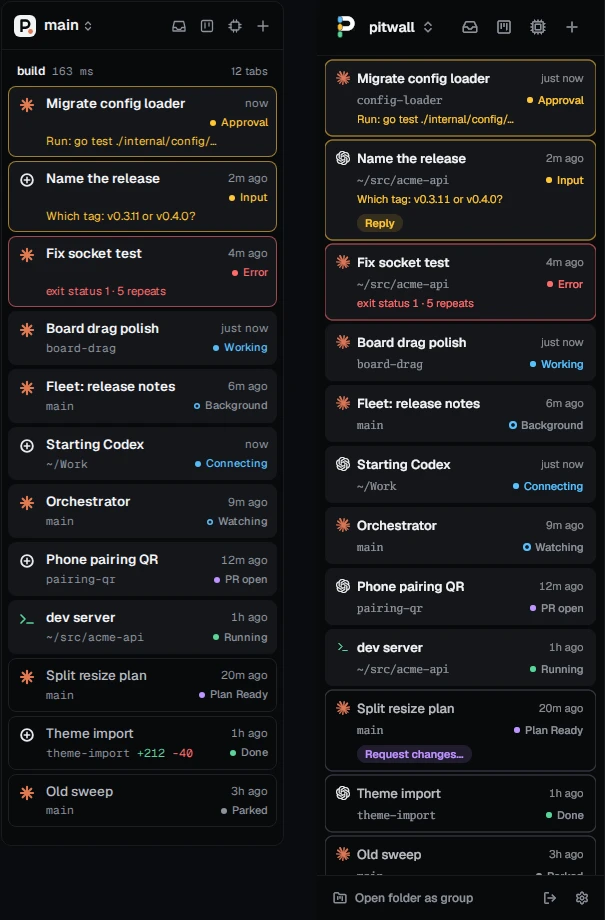 P. main
build 163 ms 12 tabs
Migrate config loader now
Approval
Run: go test ./internal/config/…
Name the release 2m ago
Input
Which tag: v0.3.11 or v0.4.0?
Fix socket test 4m ago
Error
exit status 1 · 5 repeats
Board drag polish just now
board-drag Working
Fleet: release notes 6m ago
main Background
Starting Codex now
~/Work Connecting
Orchestrator 9m ago
main Watching
Phone pairing QR 12m ago
pairing-qr PR open
dev server 1h ago
~/src/acme-api Running
Split resize plan 20m ago
main Plan Ready
Theme import 1h ago
theme-import +212 -40 Done
Old sweep 3h ago
main Parked
P pitwall
Migrate config loader just now
config-loader Approval
Run: go test ./internal/config/…
Name the release 2m ago
~/src/acme-api Input
Which tag: v0.3.11 or v0.4.0?
Reply
Fix socket test 4m ago
~/src/acme-api Error
exit status 1 · 5 repeats
Board drag polish just now
board-drag Working
Fleet: release notes 6m ago
main Background
Starting Codex just now
~/Work Connecting
Orchestrator 9m ago
main Watching
Phone pairing QR 12m ago
pairing-qr PR open
dev server 1h ago
~/src/acme-api Running
Split resize plan 20m ago
main Plan Ready
Request changes…
Theme import 1h ago
theme-import Done
Old sweep 3h ago
main Parked
Open folder as group